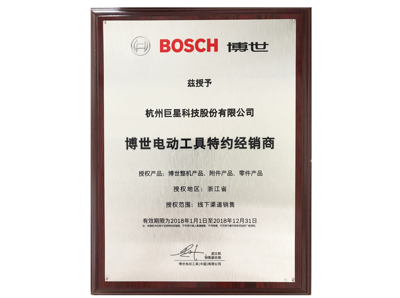 BOSCH 博世
兹授予
杭州巨星科技股份有限公司
博世电动工具特约经销商
授权产品：博世整机产品、附件产品、零件产品
授权地区：浙江省
授权范围：线下渠道销售
有效期限为2018年1月1日至2018年12月31日
博世电动工具(中国)有限公司